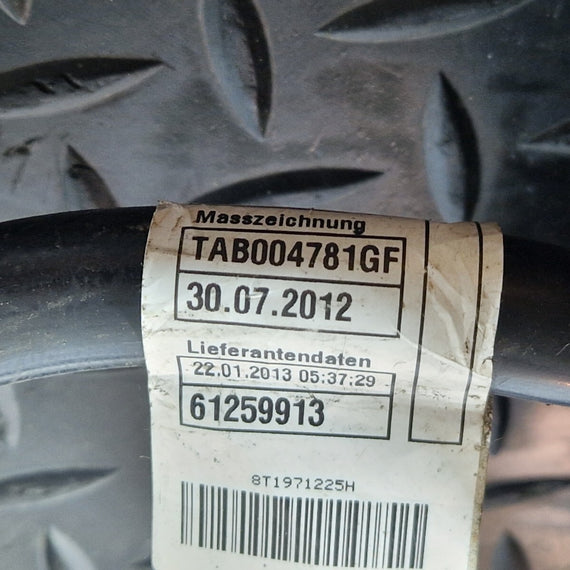 Masszeichnung
TAB004781GF
30.07.2012
Lieferantendaten
22.01.2013 05:37:29
61259913
8T1971225H